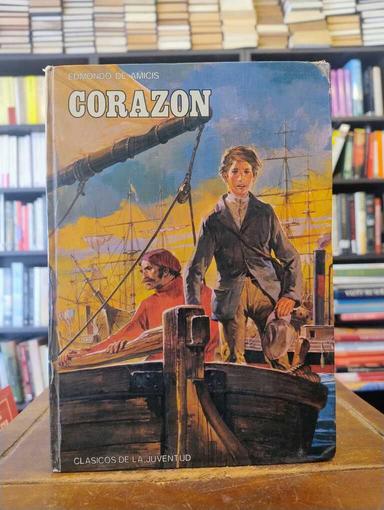 EDMONDO DE AMICIS
CORAZON
CLASICOS DE LA JUVENTUD